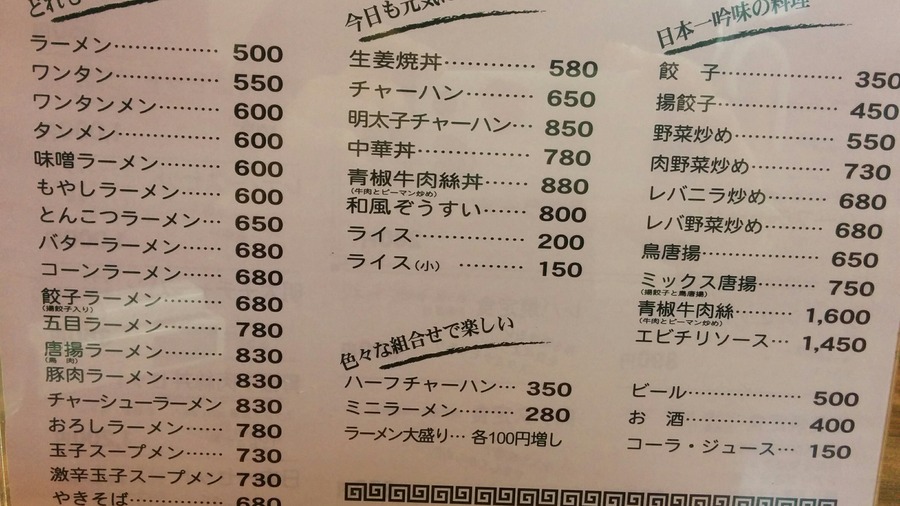 ラーメン……………500
ワンタン……………550
ワンタンメン………600
タンメン……………600
味噌ラーメン………600
もやしラーメン……600
とんこつラーメン…650
バターラーメン……680
コーンラーメン……680
餃子ラーメン………680
(揚餃子入り)
五目ラーメン………780
唐揚ラーメン………830
(鳥 肉)
豚肉ラーメン………830
チャーシューラーメン 830
おろしラーメン……780
玉子スープメン……730
激辛玉子スープメン 730
やきそば……………680
今日も元気
生姜焼丼……………580
チャーハン…………650
明太子チャーハン…850
中華丼………………780
青椒牛肉絲丼………880
(牛肉とピーマン炒め)
和風ぞうすい………800
ライス………………200
ライス(小) …………150
色々な組合せで楽しい
ハーフチャーハン…350
ミニラーメン………280
ラーメン大盛り…各100円増し
日本一吟味の料理
餃 子………………350
揚餃子………………450
野菜炒め……………550
肉野菜炒め…………730
レバニラ炒め………680
レバ野菜炒め………680
鳥唐揚………………650
ミックス唐揚………750
(揚餃子と鳥唐揚)
青椒牛肉絲…………1,600
(牛肉とピーマン炒め)
エビチリソース……1,450
ビール………………500
お 酒………………400
コーラ・ジュース…150